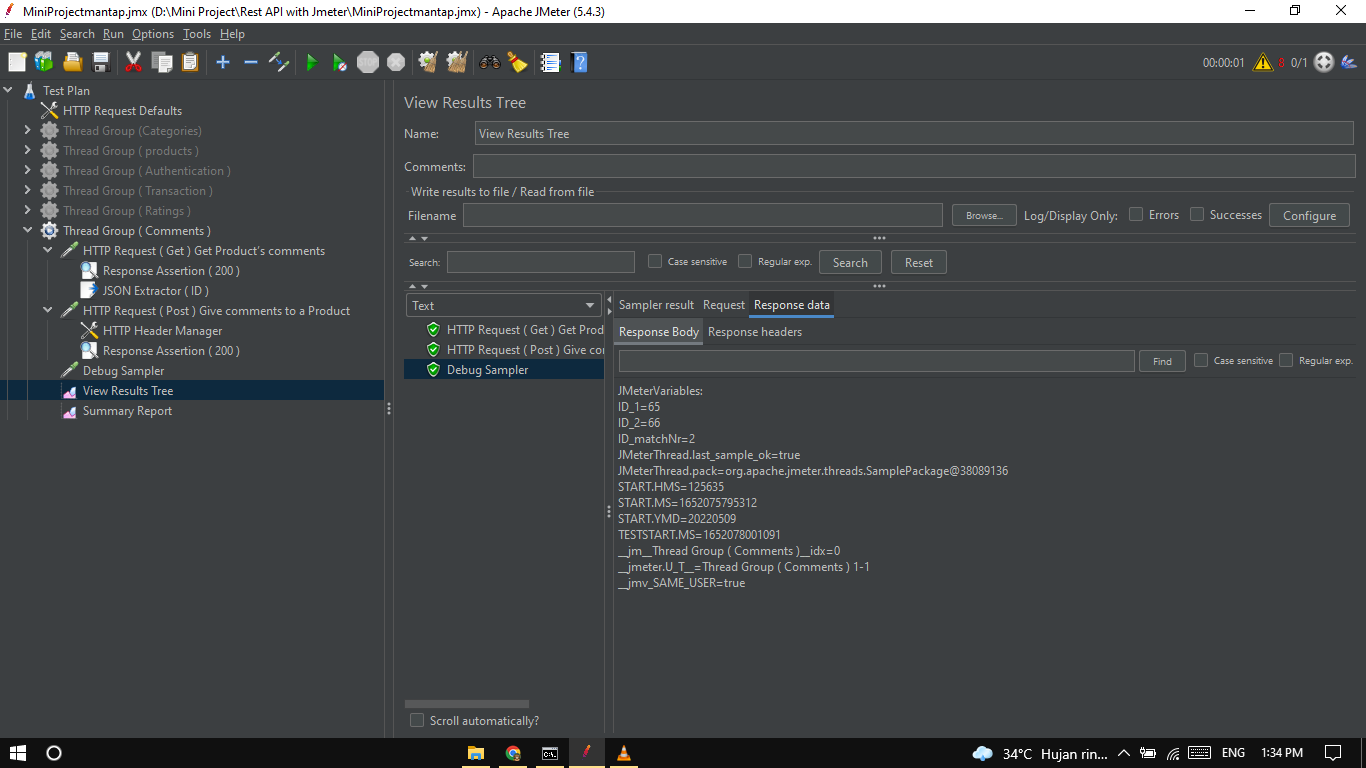 MiniProjectmantap.jmx (D:\Mini Project\Rest API with Jmeter\MiniProjectmantap.jmx) - Apache JMeter (5.4.3)
File Edit Search Run Options Tools Help
STOP
00:00:01 8 0/1
Test Plan
HTTP Request Defaults
Thread Group (Categories)
Thread Group ( products )
Thread Group ( Authentication )
Thread Group ( Transaction )
Thread Group ( Ratings )
Thread Group ( Comments )
HTTP Request ( Get ) Get Product's comments
Response Assertion ( 200 )
JSON Extractor ( ID )
HTTP Request ( Post ) Give comments to a Product
HTTP Header Manager
Response Assertion ( 200 )
Debug Sampler
View Results Tree
Summary Report
View Results Tree
Name: View Results Tree
Comments:
Write results to file / Read from file
Filename Browse... Log/Display Only: Errors Successes Configure
Search: Case sensitive Regular exp. Search Reset
Text
HTTP Request ( Get ) Get Prod
HTTP Request ( Post ) Give co
Debug Sampler
Scroll automatically?
Sampler result Request Response data
Response Body Response headers
Find Case sensitive Regular exp.
JMeterVariables:
ID_1=65
ID_2=66
ID_matchNr=2
JMeterThread.last_sample_ok=true
JMeterThread.pack=org.apache.jmeter.threads.SamplePackage@38089136
START.HMS=125635
START.MS=1652075795312
START.YMD=20220509
TESTSTART.MS=1652078001091
__jm__Thread Group ( Comments )__idx=0
__jmeter.U_T__=Thread Group ( Comments ) 1-1
__jmv_SAME_USER=true
34°C Hujan rin... ENG 1:34 PM